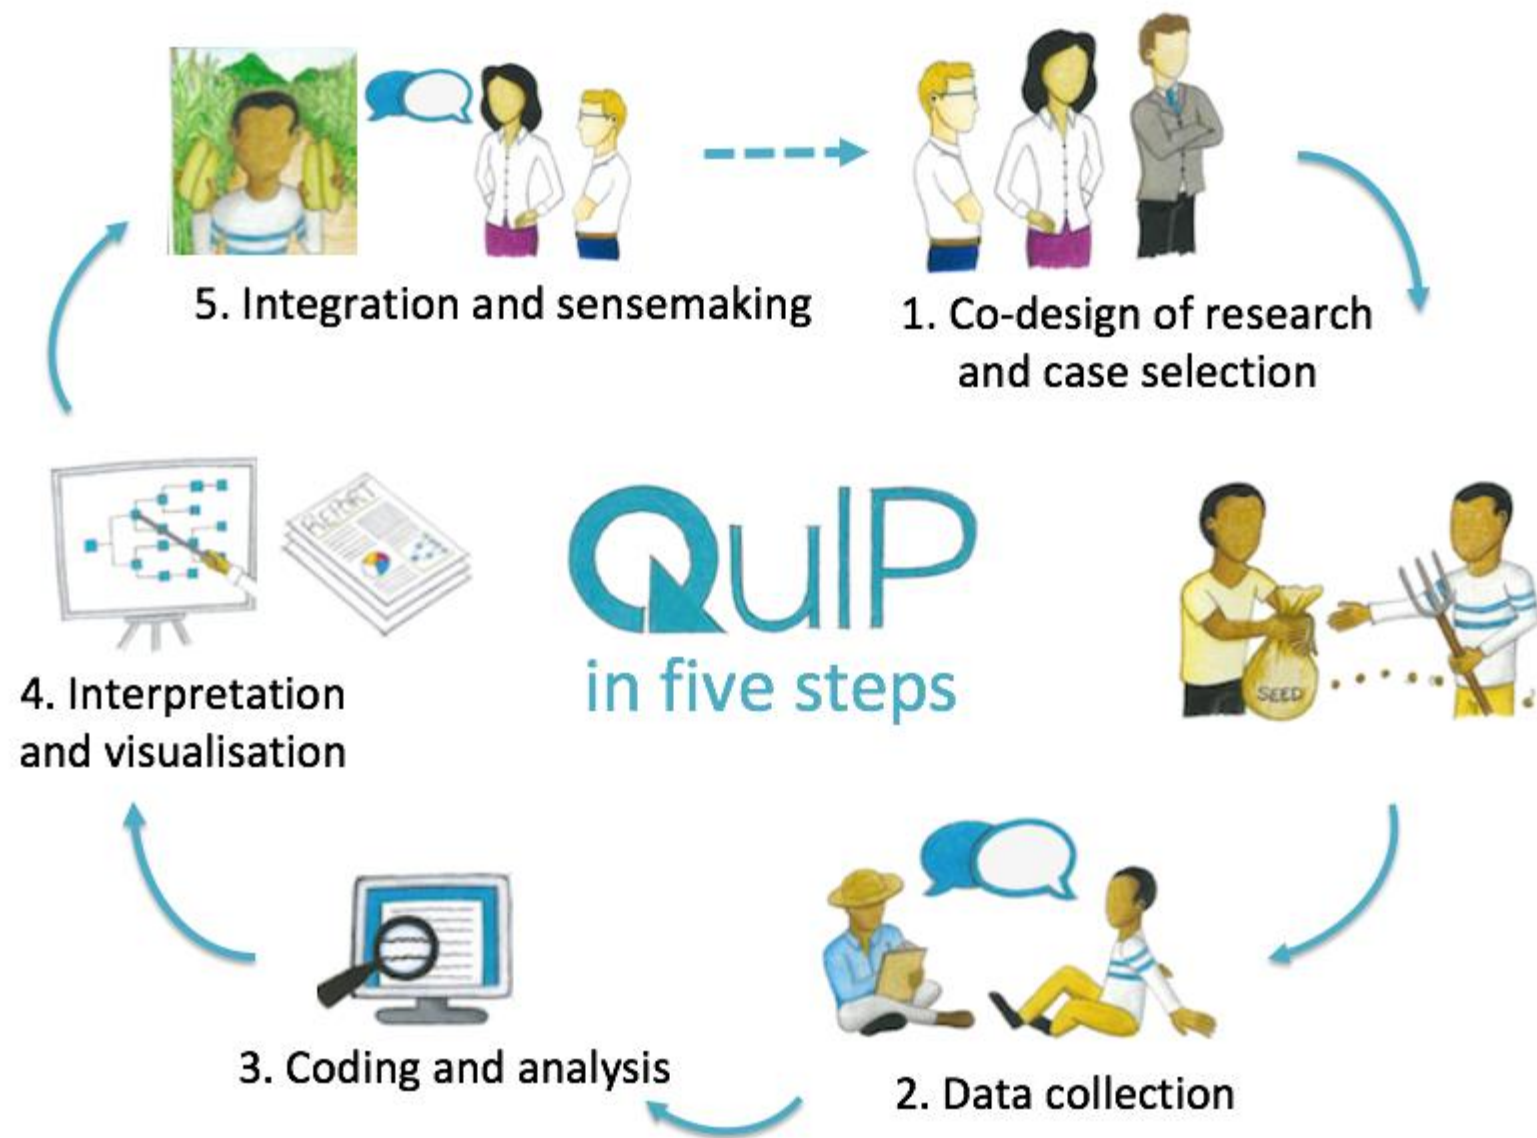 5. Integration and sensemaking
1. Co-design of research
and case selection
REPORT
QuIP
in five steps
SEED
4. Interpretation
and visualisation
3. Coding and analysis
2. Data collection